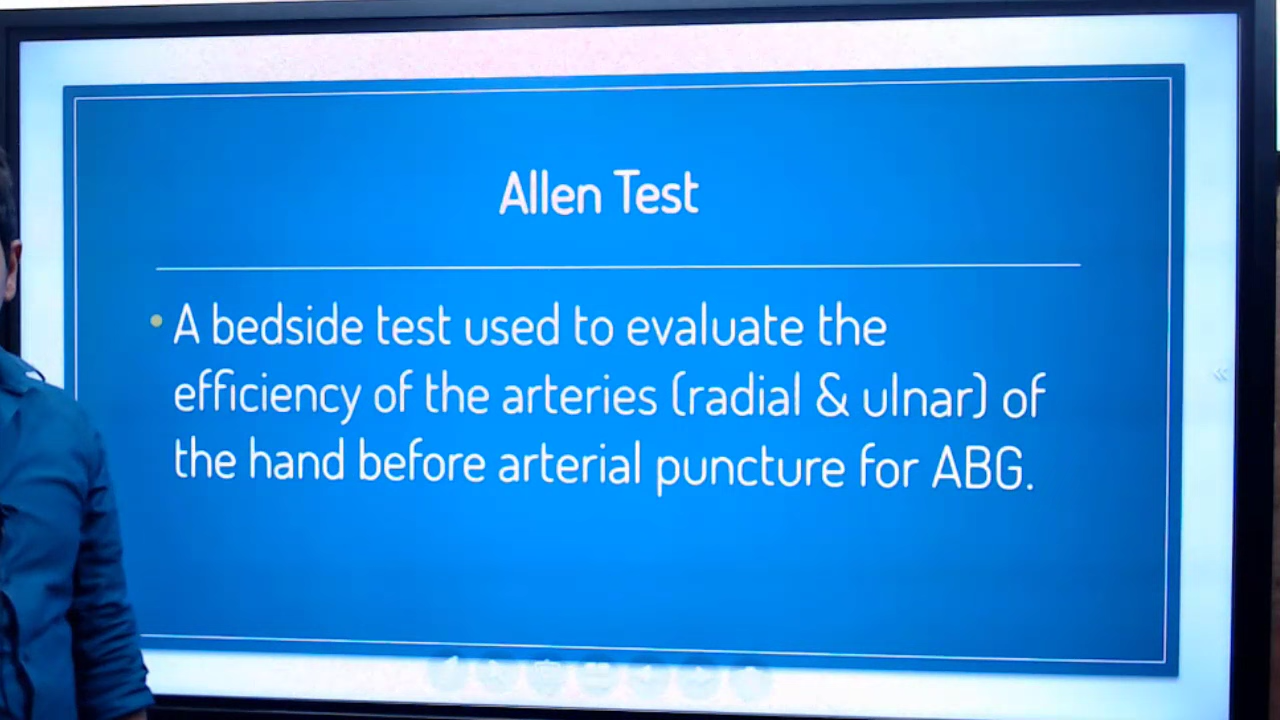 Allen Test
• A bedside test used to evaluate the
efficiency of the arteries (radial & ulnar) of
the hand before arterial puncture for ABG.